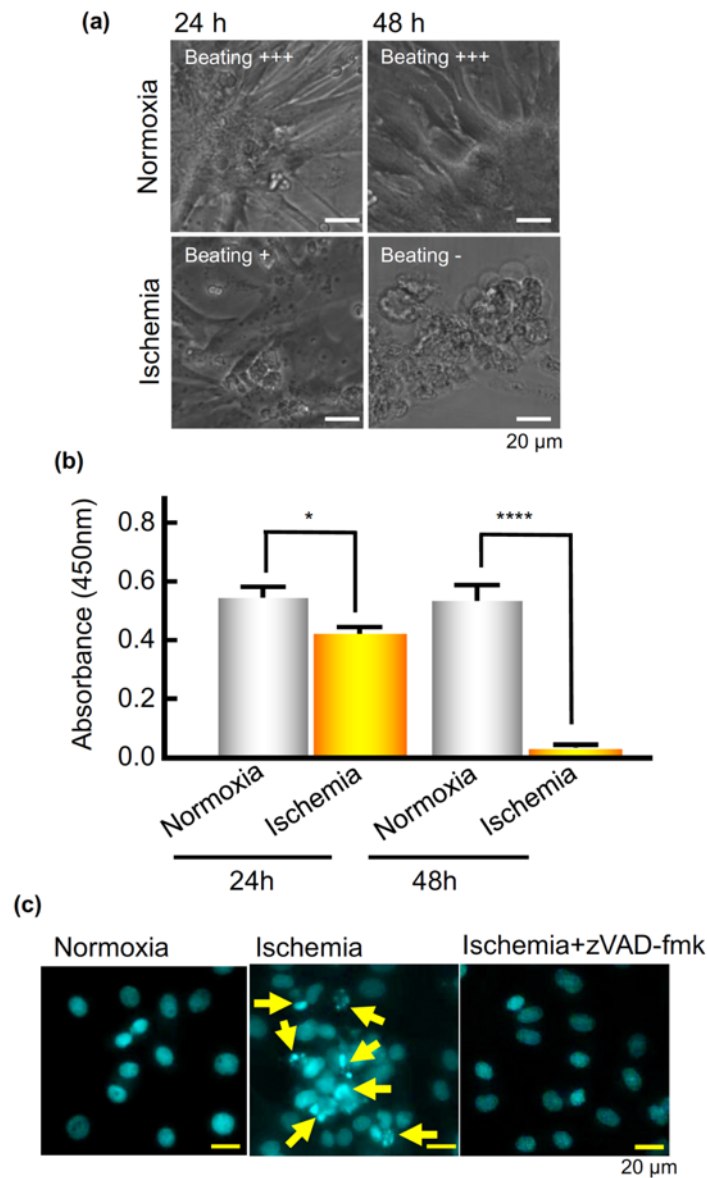 (a)
24 h
48 h
Normoxia
Beating +++
Beating +++
Ischemia
Beating +
Beating -
20 µm
(b)
Absorbance (450nm)
0.8
0.6
0.4
0.2
0.0
*
****
Normoxia
Ischemia
Normoxia
Ischemia
24h
48h
(c)
Normoxia
Ischemia
Ischemia+zVAD-fmk
20 µm